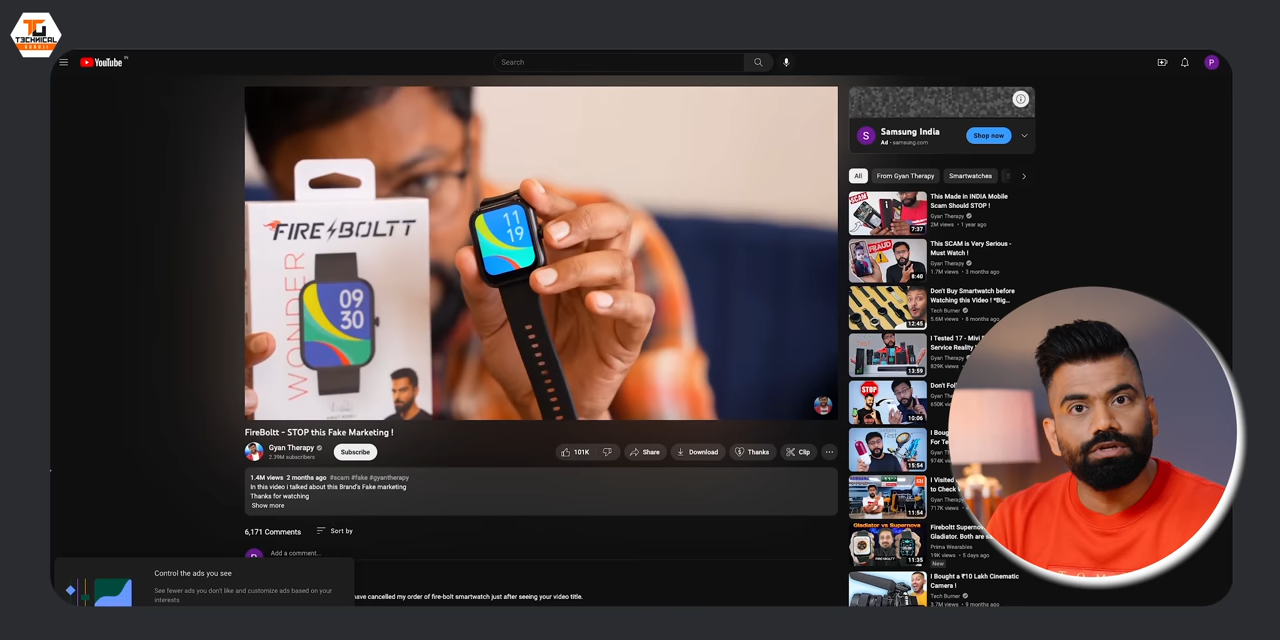 TG
TECHNICAL
GURUJI
YouTube
IN
Search
P
FIRE BOLTT
WONDER
09
30
11
19
S
Samsung India
Ad · samsung.com
Shop now
All
From Gyan Therapy
Smartwatches
SCAM
7:37
This Made in INDIA Mobile
Scam Should STOP !
Gyan Therapy
2M views • 1 year ago
FRAUD
8:40
This SCAM is Very Serious -
Must Watch !
Gyan Therapy
1.7M views • 3 months ago
12:45
Don't Buy Smartwatch before
Watching this Video ! *Big...
Tech Burner
5.6M views • 8 months ago
13:59
I Tested 17 - Mivi
Service Reality
Gyan Therapy
829K
STOP
10:06
Don't Fol
Gyan Therapy
650K
15:54
I Boug
For Te
Gyan Therapy
974K
11:54
I Visited
to Check
Gyan Therapy
717K
Gladiator vs Supernova
11:35
Fireboltt Supernov
Gladiator. Both are
Prima Wearables
19K views • 5 days ago
New
I Bought a ₹10 Lakh Cinematic
Camera !
Tech Burner
3.7M views • 9 months ago
FireBoltt - STOP this Fake Marketing !
Gyan Therapy
2.39M subscribers
Subscribe
101K
Share
Download
Thanks
Clip
1.4M views 2 months ago #scam #fake #gyantherapy
In this video i talked about this Brand's Fake marketing
Thanks for watching
Show more
6,171 Comments
Sort by
Add a comment...
Control the ads you see
See fewer ads you don't like and customize ads based on your
interests
have cancelled my order of fire-bolt smartwatch just after seeing your video title.